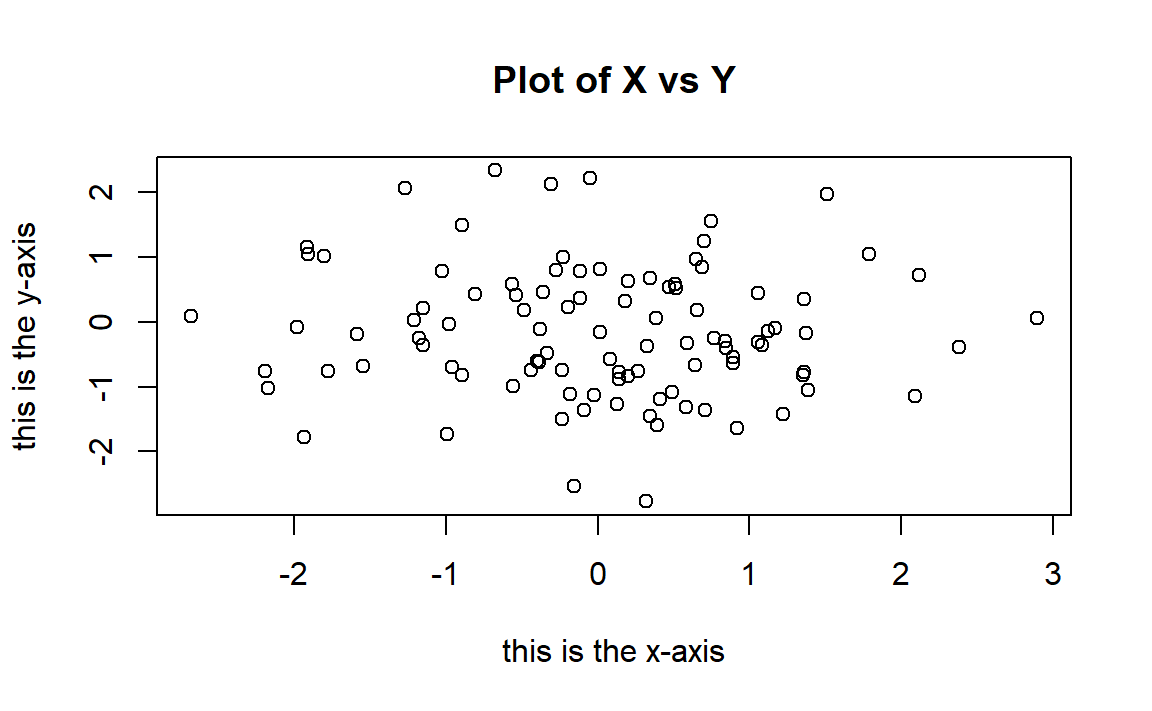 Plot of X vs Y
this is the y-axis
2
1
0
-1
-2
-2 -1 0 1 2 3
this is the x-axis